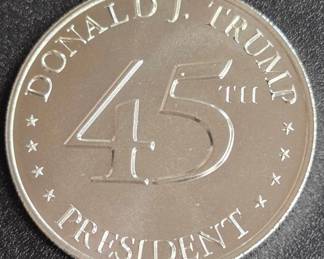 DONALD J. TRUMP
45TH
PRESIDENT